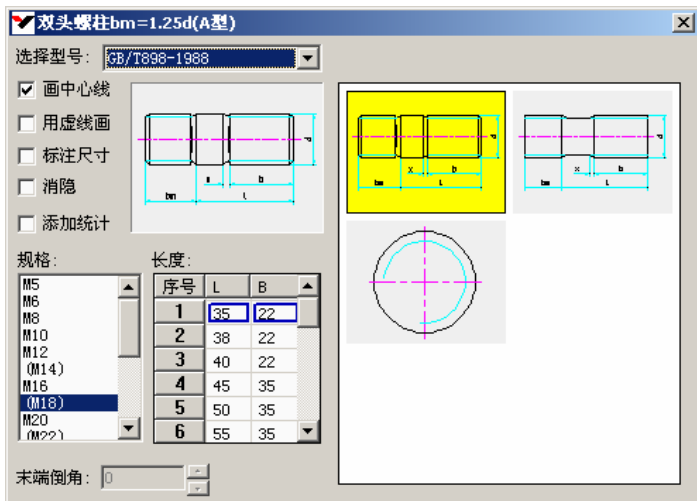 双头螺柱bm=1.25d(A型)
选择型号: GB/T898-1988
画中心线
用虚线画
标注尺寸
消隐
添加统计
d
x
b
bm
L
d
x
b
bm
L
d
x
b
bm
L
规格:
M5
M6
M8
M10
M12
(M14)
M16
(M18)
M20
(M22)
长度:
序号 L B
1 35 22
2 38 22
3 40 22
4 45 35
5 50 35
6 55 35
末端倒角: 0